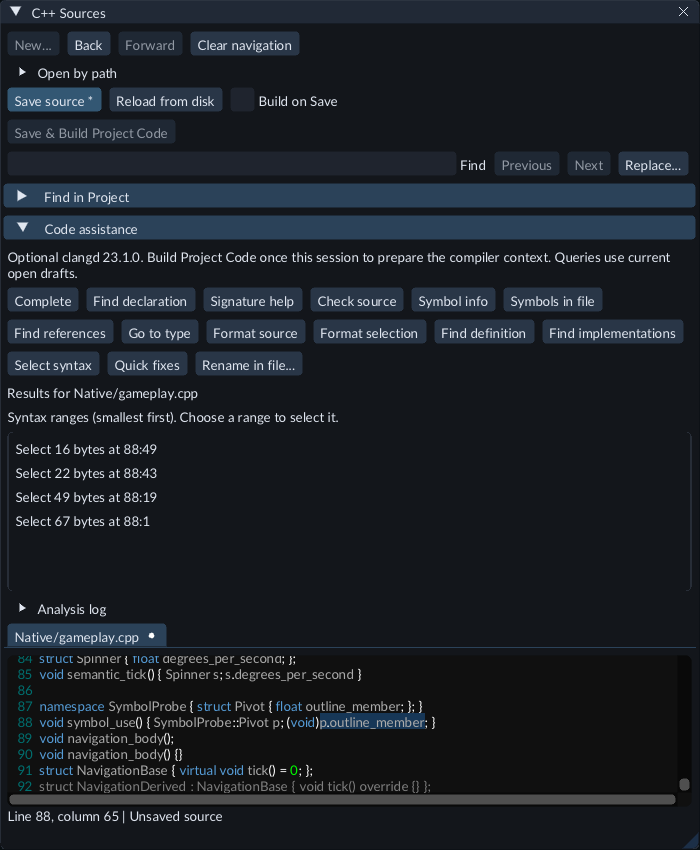 C++ Sources
New... Back Forward Clear navigation
Open by path
Save source * Reload from disk Build on Save
Save & Build Project Code
Find Previous Next Replace...
Find in Project
Code assistance
Optional clangd 23.1.0. Build Project Code once this session to prepare the compiler context. Queries use current
open drafts.
Complete Find declaration Signature help Check source Symbol info Symbols in file
Find references Go to type Format source Format selection Find definition Find implementations
Select syntax Quick fixes Rename in file...
Results for Native/gameplay.cpp
Syntax ranges (smallest first). Choose a range to select it.
Select 16 bytes at 88:49
Select 22 bytes at 88:43
Select 49 bytes at 88:19
Select 67 bytes at 88:1
Analysis log
Native/gameplay.cpp
84 struct Spinner { float degrees_per_second; };
85 void semantic_tick() { Spinner s; s.degrees_per_second }
86
87 namespace SymbolProbe { struct Pivot { float outline_member; }; }
88 void symbol_use() { SymbolProbe::Pivot p; (void)p.outline_member; }
89 void navigation_body();
90 void navigation_body() {}
91 struct NavigationBase { virtual void tick() = 0; };
92 struct NavigationDerived : NavigationBase { void tick() override {} };
Line 88, column 65 | Unsaved source